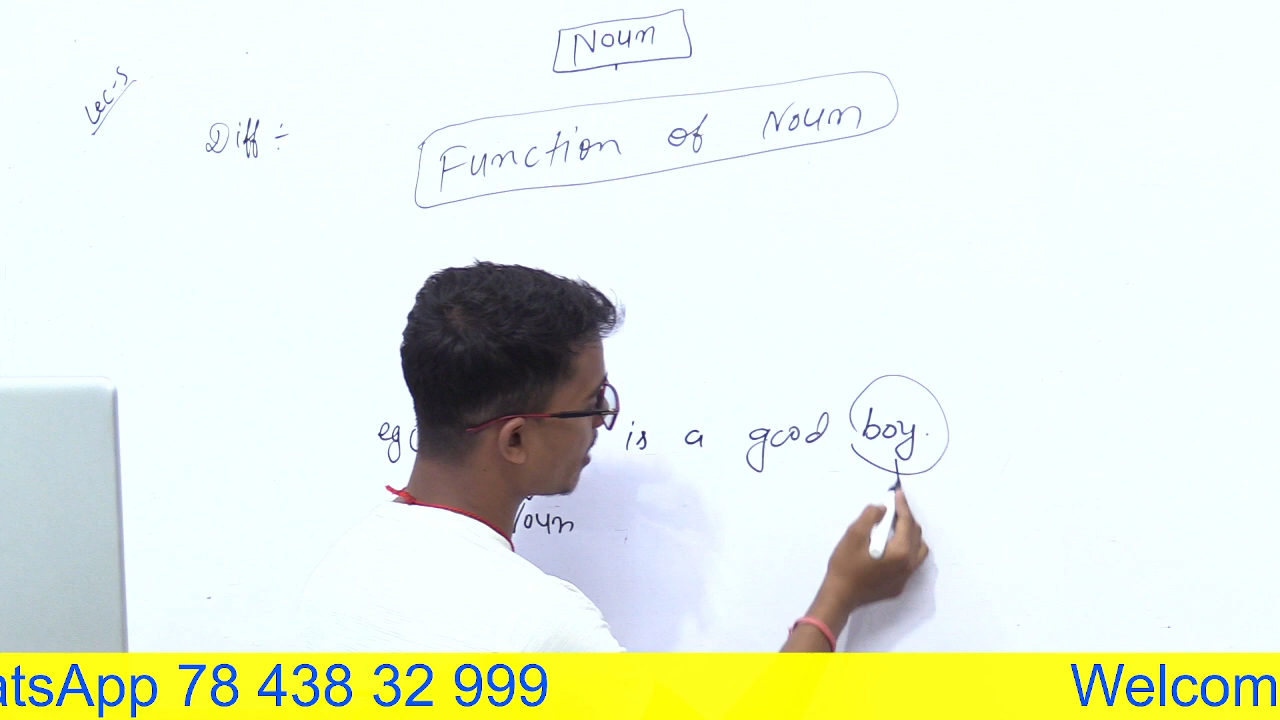 Noun
Lec-5
Diff ÷
Function of Noun
eg is a good boy.
Noun
atsApp 78 438 32 999 Welcom